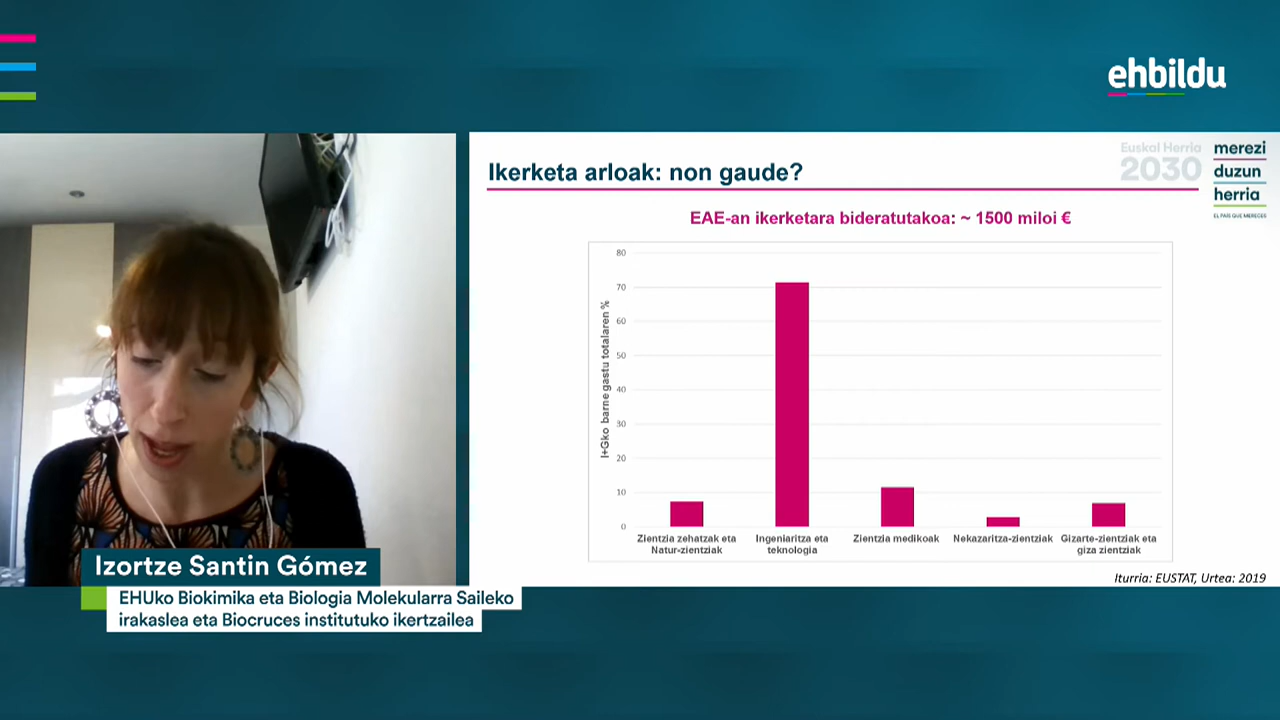 ehbildu
Euskal Herria
2030
merezi
duzun
herria
EL PAÍS QUE MERECES
Ikerketa arloak: non gaude?
EAE-an ikerketara bideratutakoa: ~ 1500 miloi €
I+Gko barne gastu totalaren %
80
70
60
50
40
30
20
10
0
Zientzia zehatzak eta
Natur-zientziak
Ingeniaritza eta
teknologia
Zientzia medikoak
Nekazaritza-zientziak
Gizarte-zientziak eta
giza zientziak
Iturria: EUSTAT, Urtea: 2019
Izortze Santin Gómez
EHUko Biokimika eta Biologia Molekularra Saileko
irakaslea eta Biocruces institutuko ikertzailea